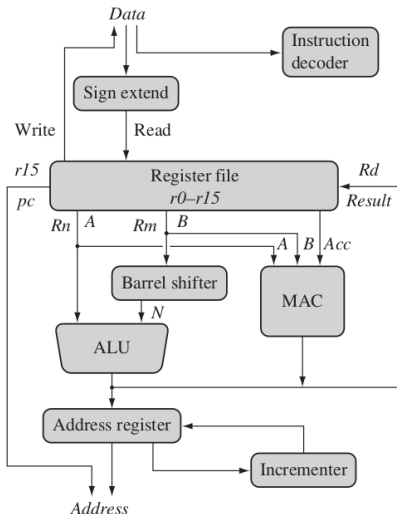 Data
Instruction
decoder
Sign extend
Write
Read
r15
Register file
Rd
pc
r0–r15
Result
Rn
A
Rm
B
A
B
Acc
Barrel shifter
MAC
N
ALU
Address register
Incrementer
Address